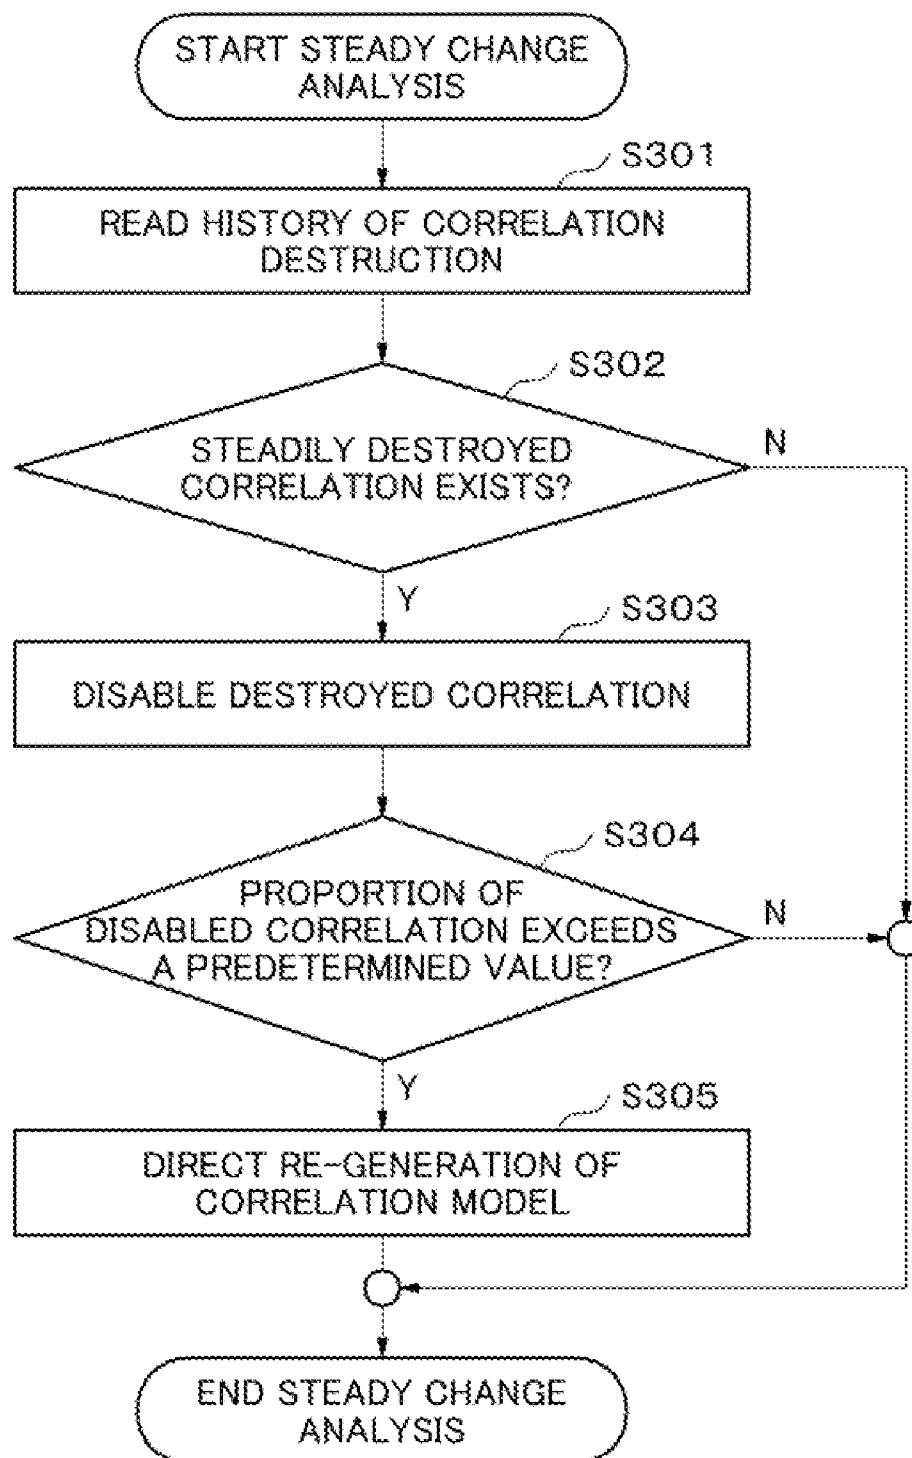 START STEADY CHANGE
ANALYSIS
S301
READ HISTORY OF CORRELATION
DESTRUCTION
S302
STEADILY DESTROYED
CORRELATION EXISTS?
N
Y
S303
DISABLE DESTROYED CORRELATION
S304
PROPORTION OF
DISABLED CORRELATION EXCEEDS
A PREDETERMINED VALUE?
N
Y
S305
DIRECT RE-GENERATION OF
CORRELATION MODEL
END STEADY CHANGE
ANALYSIS